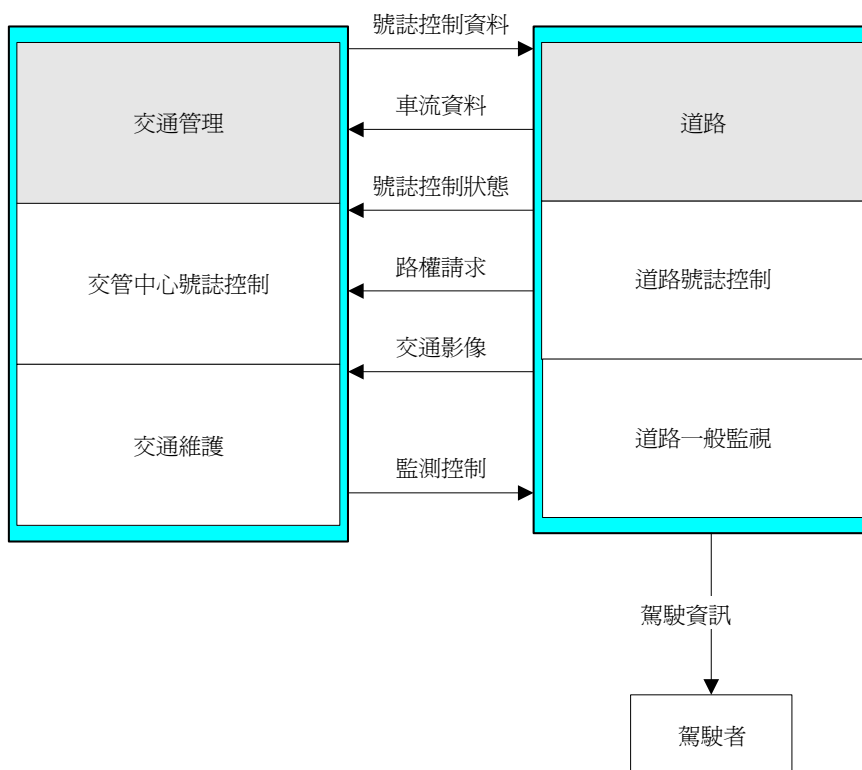 號誌控制資料
交通管理
車流資料
道路
號誌控制狀態
交管中心號誌控制
路權請求
道路號誌控制
交通影像
交通維護
道路一般監視
監測控制
駕駛資訊
駕駛者